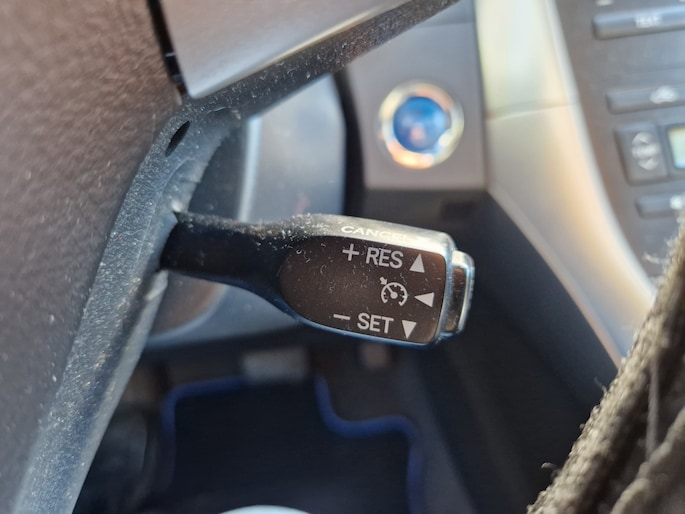 CANCEL
+ RES ▲
◄
− SET ▼